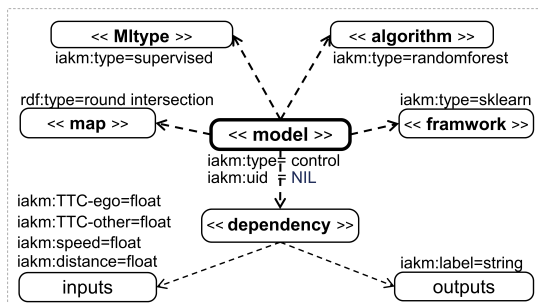 << Mltype >>
<< algorithm >>
iakm:type=supervised
iakm:type=randomforest
rdf:type=round intersection
iakm:type=sklearn
<< map >>
<< model >>
<< framwork >>
iakm:type= control
iakm:uid = NIL
iakm:TTC-ego=float
iakm:TTC-other=float
iakm:speed=float
iakm:distance=float
<< dependency >>
iakm:label=string
inputs
outputs